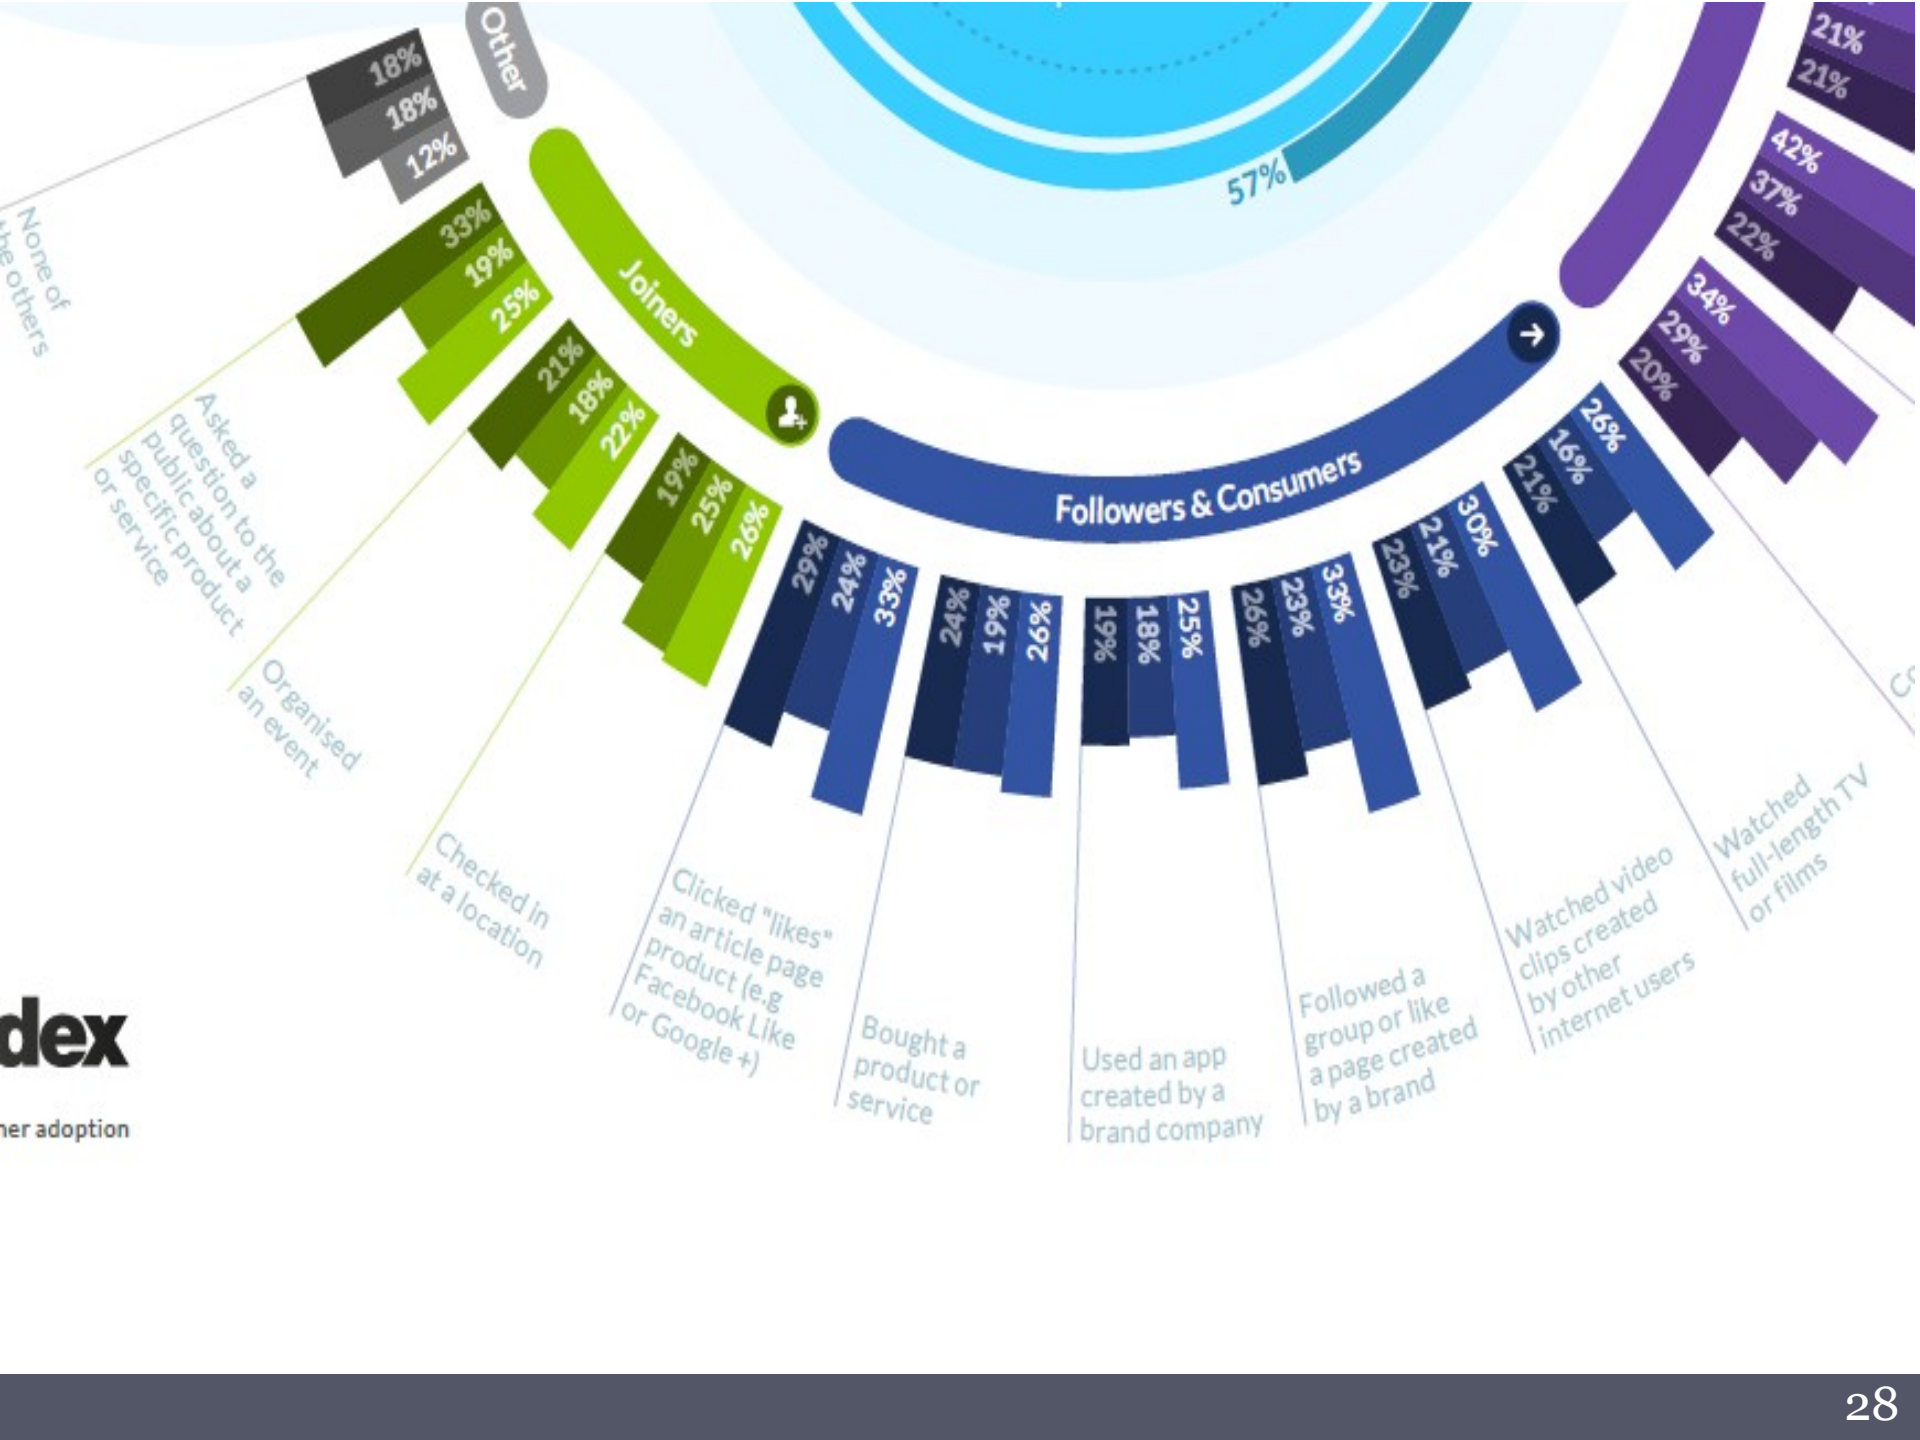 Other
18%
18%
12%
None of
the others
Joiners
33%
19%
25%
Asked a
question to the
public about a
specific product
or service
21%
18%
22%
Organised
an event
19%
25%
26%
Checked in
at a location
Followers & Consumers
29%
24%
33%
Clicked "likes"
an article page
product (e.g
Facebook Like
or Google +)
24%
19%
26%
Bought a
product or
service
19%
18%
25%
Used an app
created by a
brand company
26%
23%
33%
Followed a
group or like
a page created
by a brand
23%
21%
30%
Watched video
clips created
by other
internet users
21%
16%
26%
Watched
full-length TV
or films
20%
29%
34%
22%
37%
42%
21%
21%
57%
dex
adoption
28